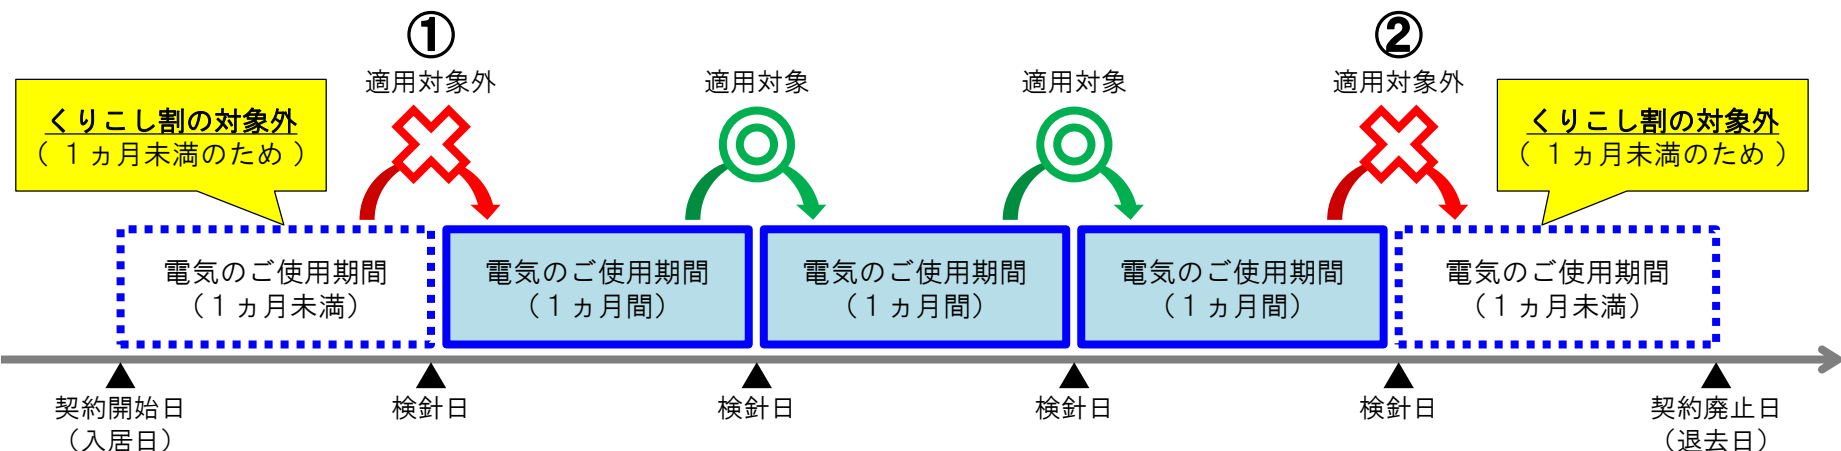 ①
②
適用対象外
適用対象
適用対象
適用対象外
くりこし割の対象外
（１ヵ月未満のため）
くりこし割の対象外
（１ヵ月未満のため）
電気のご使用期間
（１ヵ月未満）
電気のご使用期間
（１ヵ月間）
電気のご使用期間
（１ヵ月間）
電気のご使用期間
（１ヵ月間）
電気のご使用期間
（１ヵ月未満）
契約開始日
（入居日）
検針日
検針日
検針日
検針日
契約廃止日
（退去日）